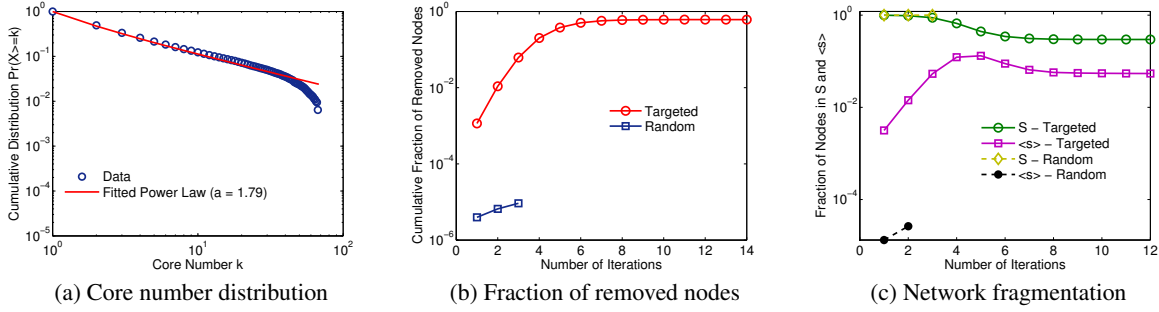 10^0
10^-1
10^-2
10^-3
10^-4
10^-5
Cumulative Distribution Pr(X>=k)
Data
Fitted Power Law (a = 1.79)
10^0
10^1
10^2
Core Number k
(a) Core number distribution
10^0
10^-2
10^-4
10^-6
Cumulative Fraction of Removed Nodes
Targeted
Random
0 2 4 6 8 10 12 14
Number of Iterations
(b) Fraction of removed nodes
10^0
10^-2
10^-4
Fraction of Nodes in S and <s>
S – Targeted
<s> – Targeted
S – Random
<s> – Random
0 2 4 6 8 10 12
Number of Iterations
(c) Network fragmentation